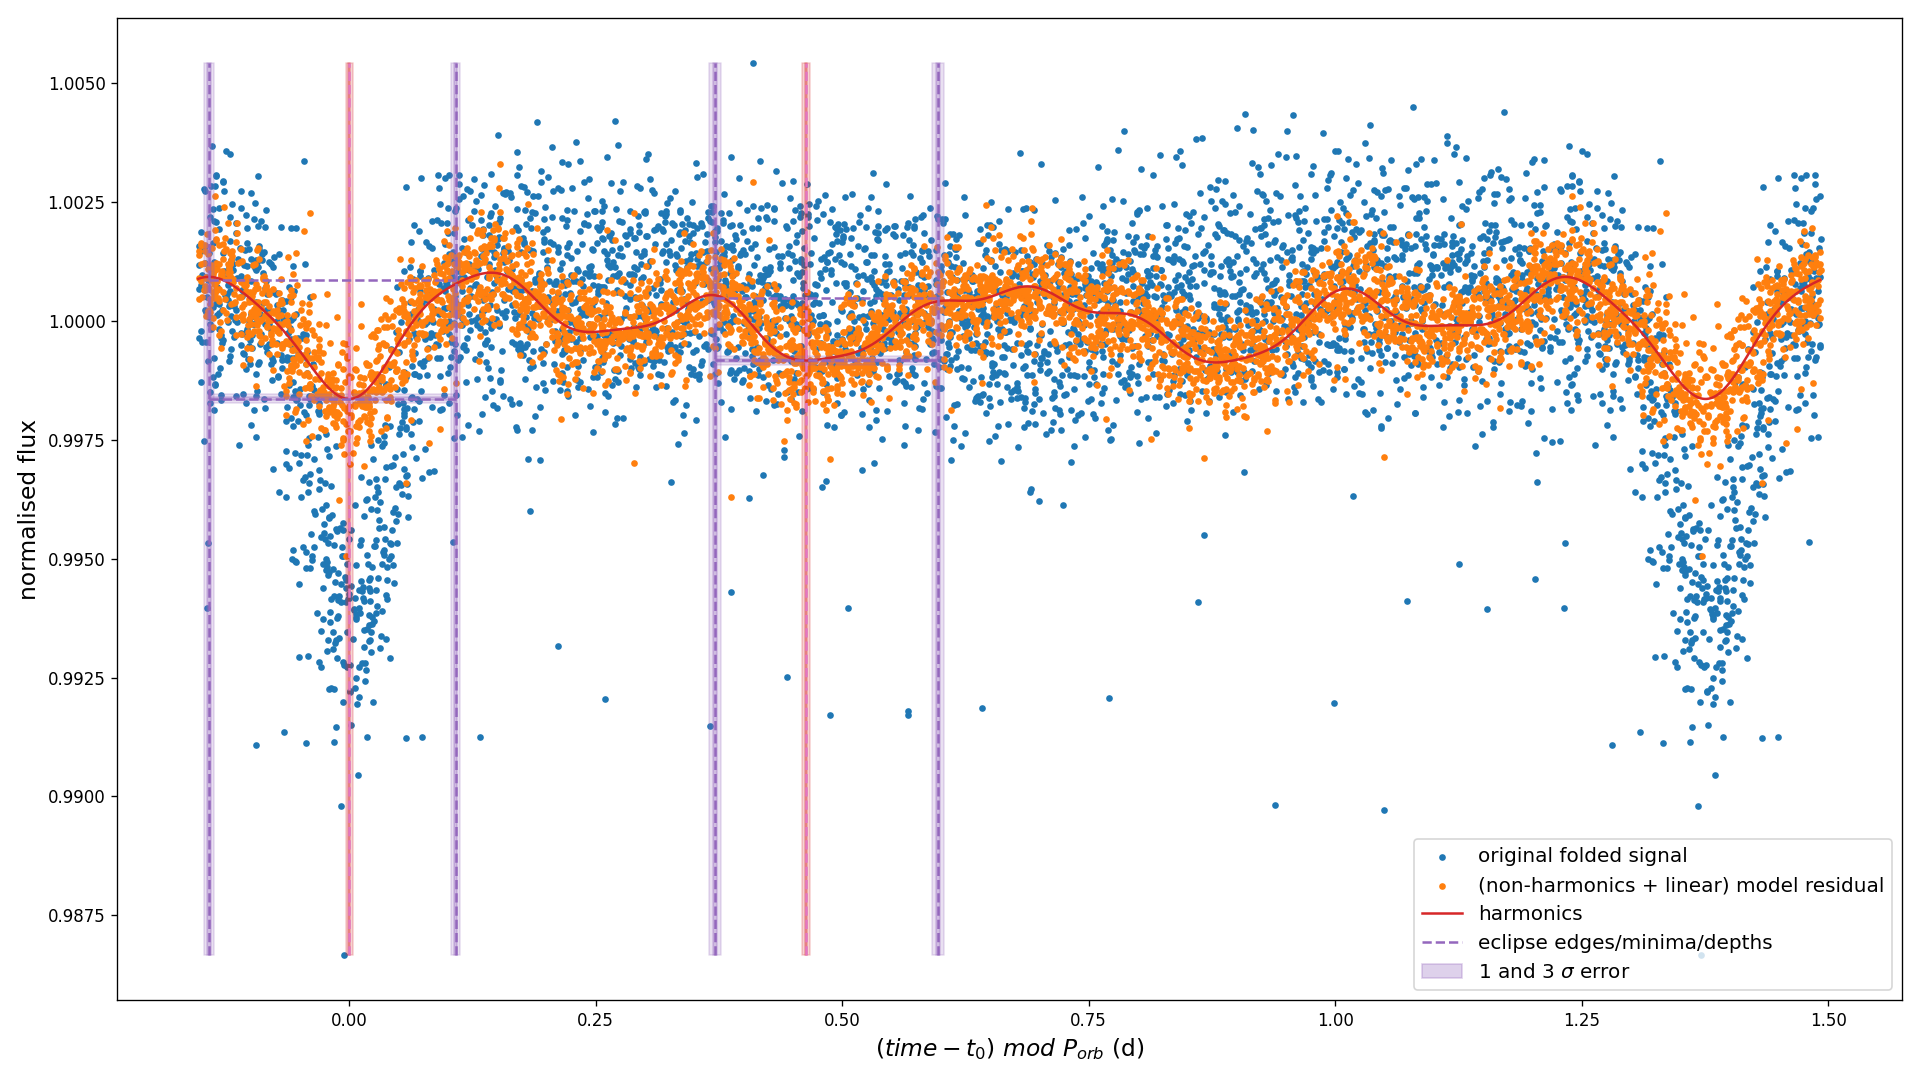 normalised flux
1.0050
1.0025
1.0000
0.9975
0.9950
0.9925
0.9900
0.9875
0.00 0.25 0.50 0.75 1.00 1.25 1.50
(time − t₀) mod Pₒᵣb (d)
original folded signal
(non-harmonics + linear) model residual
harmonics
eclipse edges/minima/depths
1 and 3 σ error